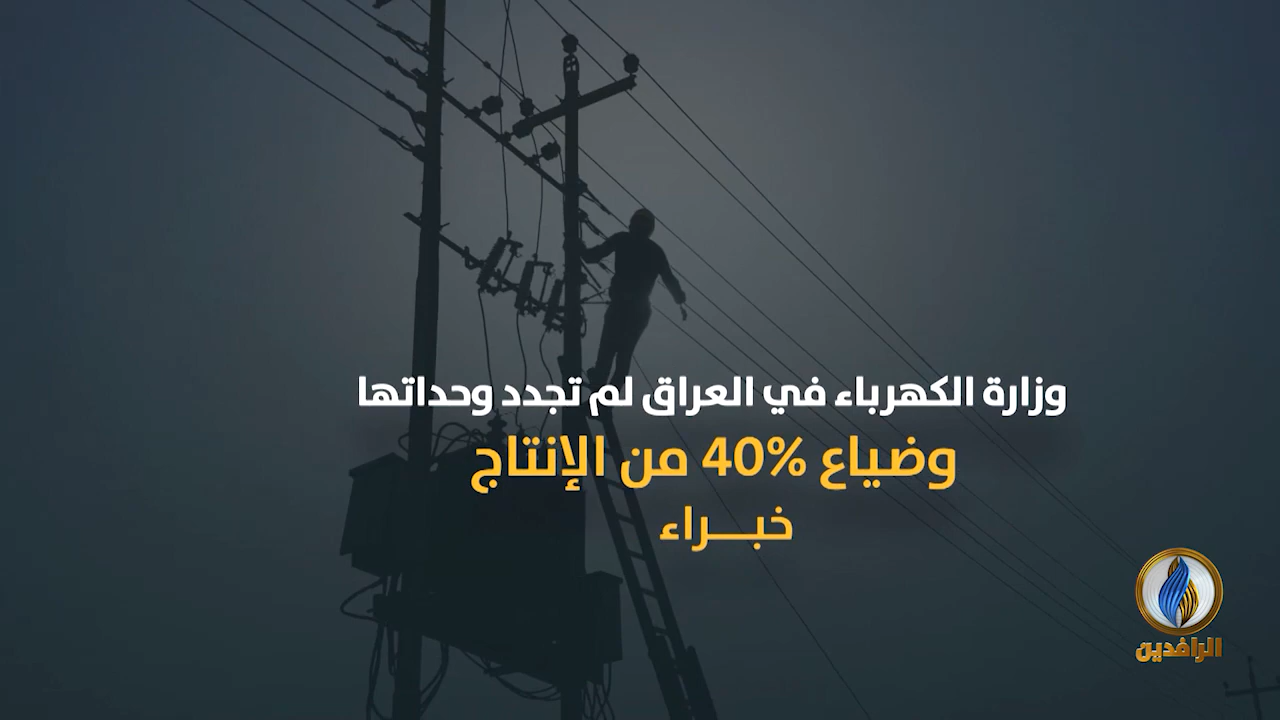 وزارة الكهرباء في العراق لم تجدد وحداتها
وضياع 40% من الإنتاج
خبـــراء
الرافدين